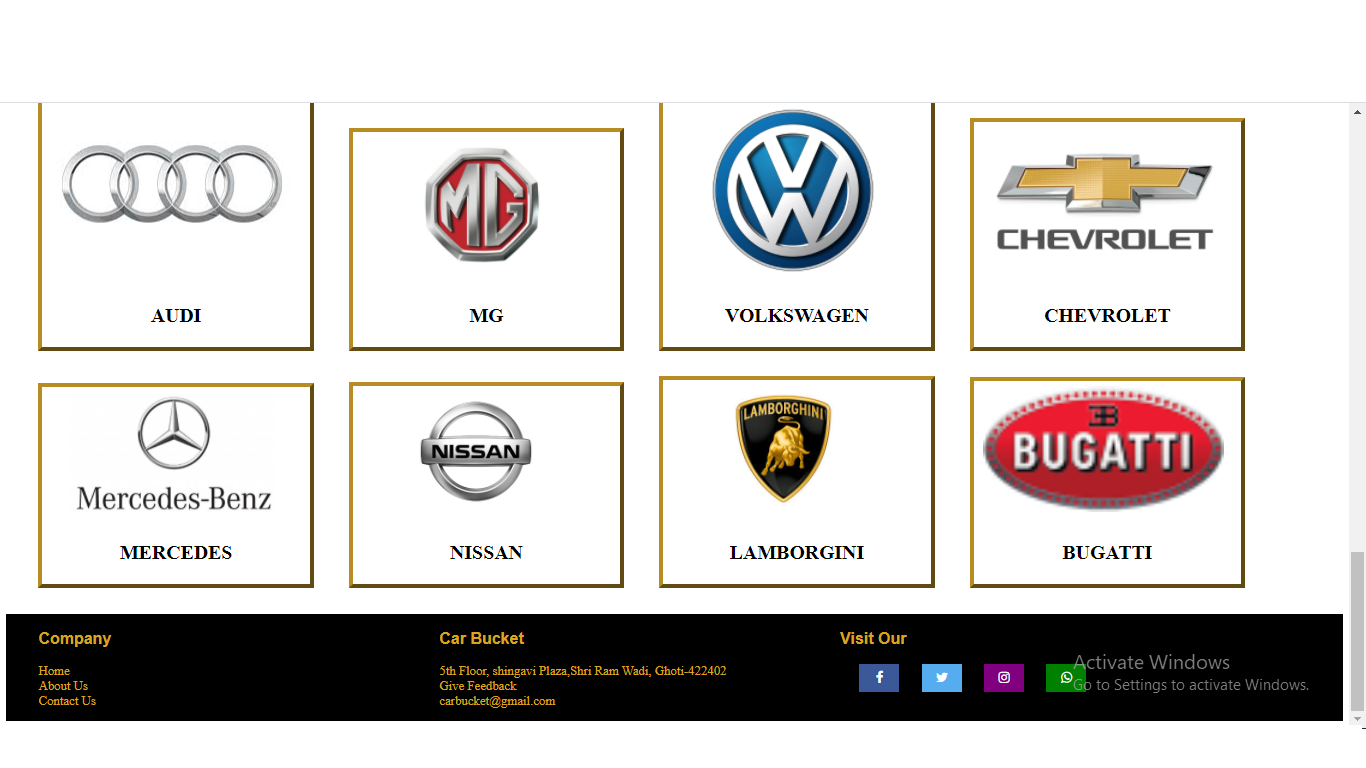 MG
CHEVROLET
AUDI
MG
VOLKSWAGEN
CHEVROLET
Mercedes-Benz
NISSAN
LAMBORGHINI
EB
BUGATTI
MERCEDES
NISSAN
LAMBORGINI
BUGATTI
Company
Car Bucket
Visit Our
Home
About Us
Contact Us
5th Floor, shingavi Plaza,Shri Ram Wadi, Ghoti-422402
Give Feedback
carbucket@gmail.com
Activate Windows
Go to Settings to activate Windows.